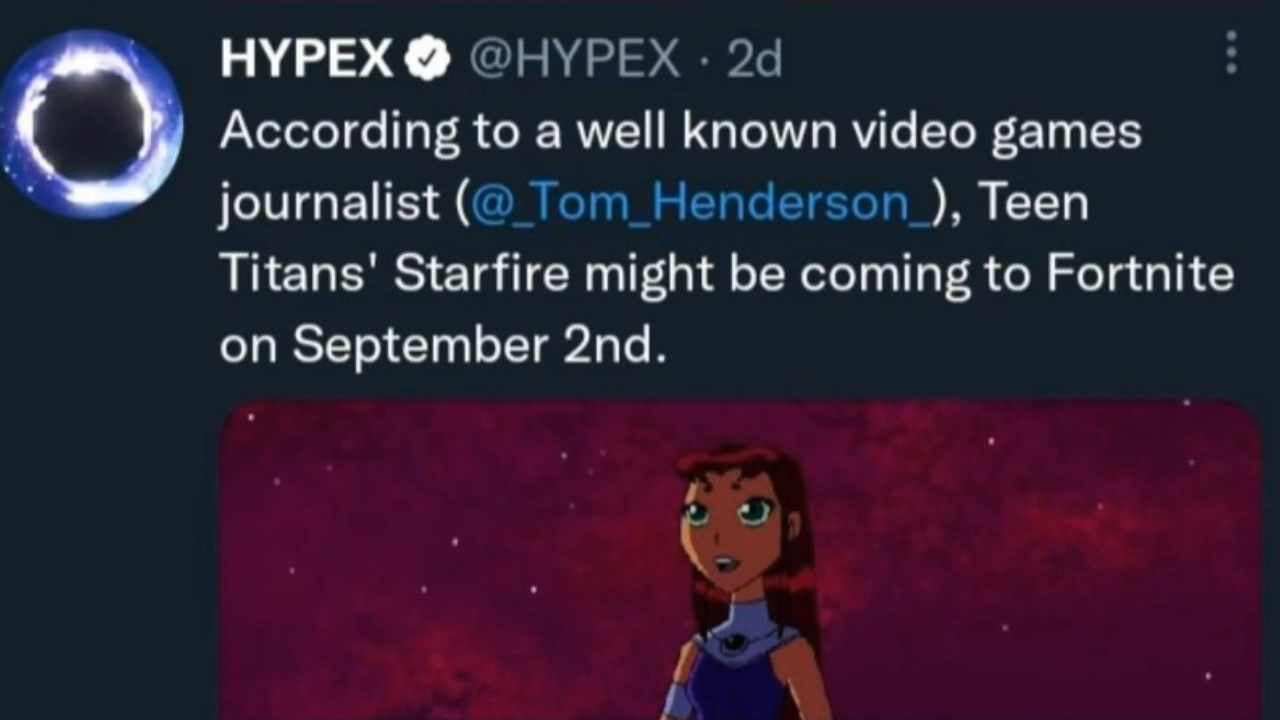 HYPEX @HYPEX · 2d
According to a well known video games
journalist (@_Tom_Henderson_), Teen
Titans' Starfire might be coming to Fortnite
on September 2nd.